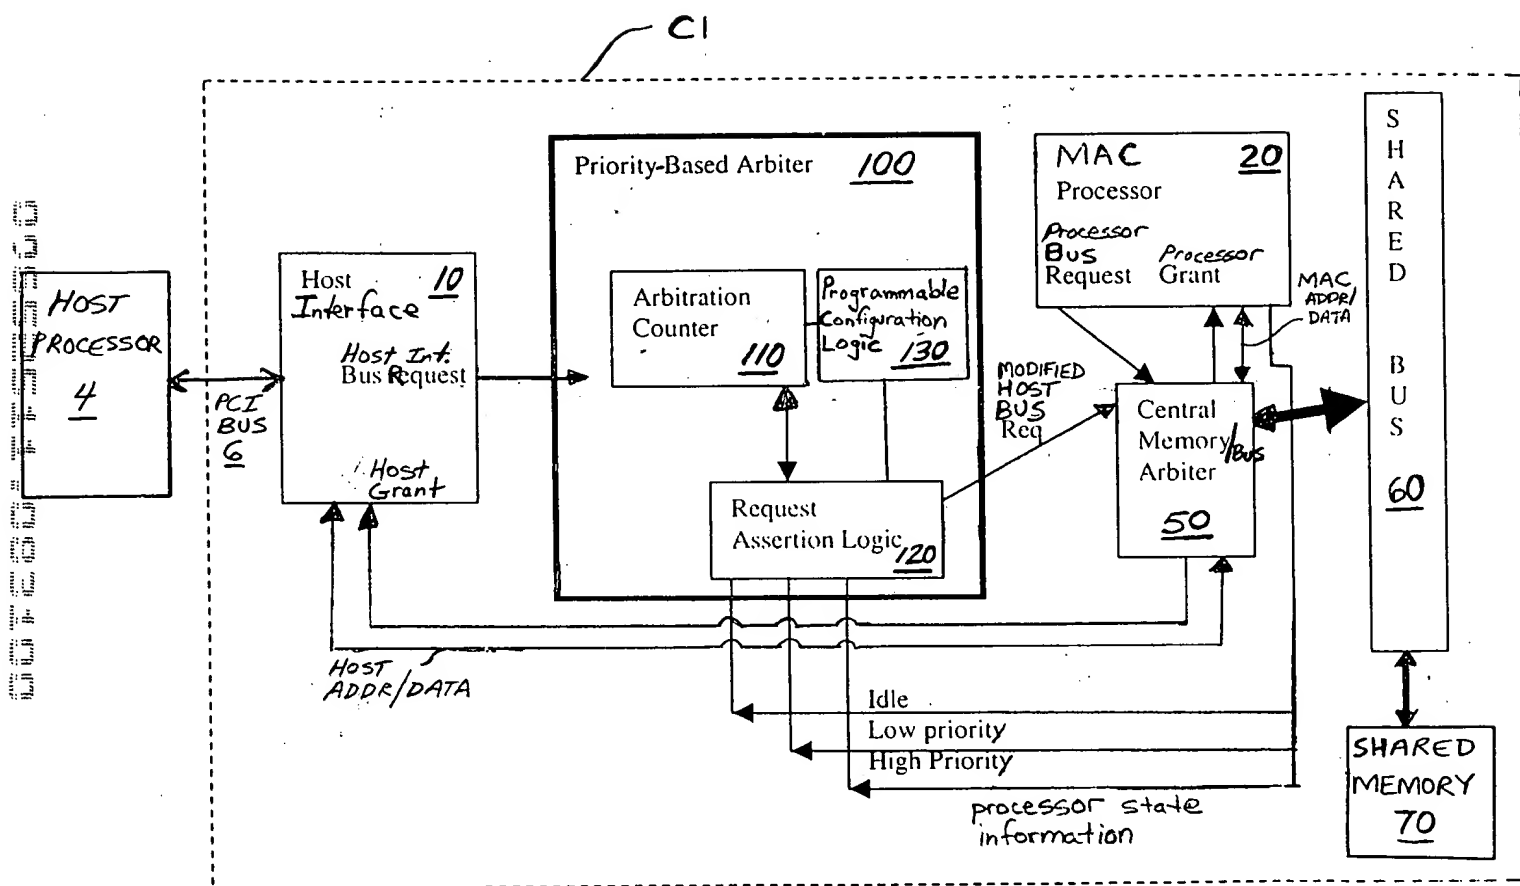 C1
Priority-Based Arbiter 100
MAC 20
Processor
Processor
Bus
Request
Processor
Grant
MAC
ADDR/
DATA
SHARED BUS
60
HOST
PROCESSOR
4
PCI
BUS
6
Host 10
Interface
Host Int.
Bus Request
Host
Grant
Arbitration
Counter
110
Programmable
Configuration
Logic 130
MODIFIED
HOST
BUS
Req
Central
Memory/Bus
Arbiter
50
Request
Assertion Logic 120
HOST
ADDR/DATA
Idle
Low priority
High Priority
processor state
information
SHARED
MEMORY
70